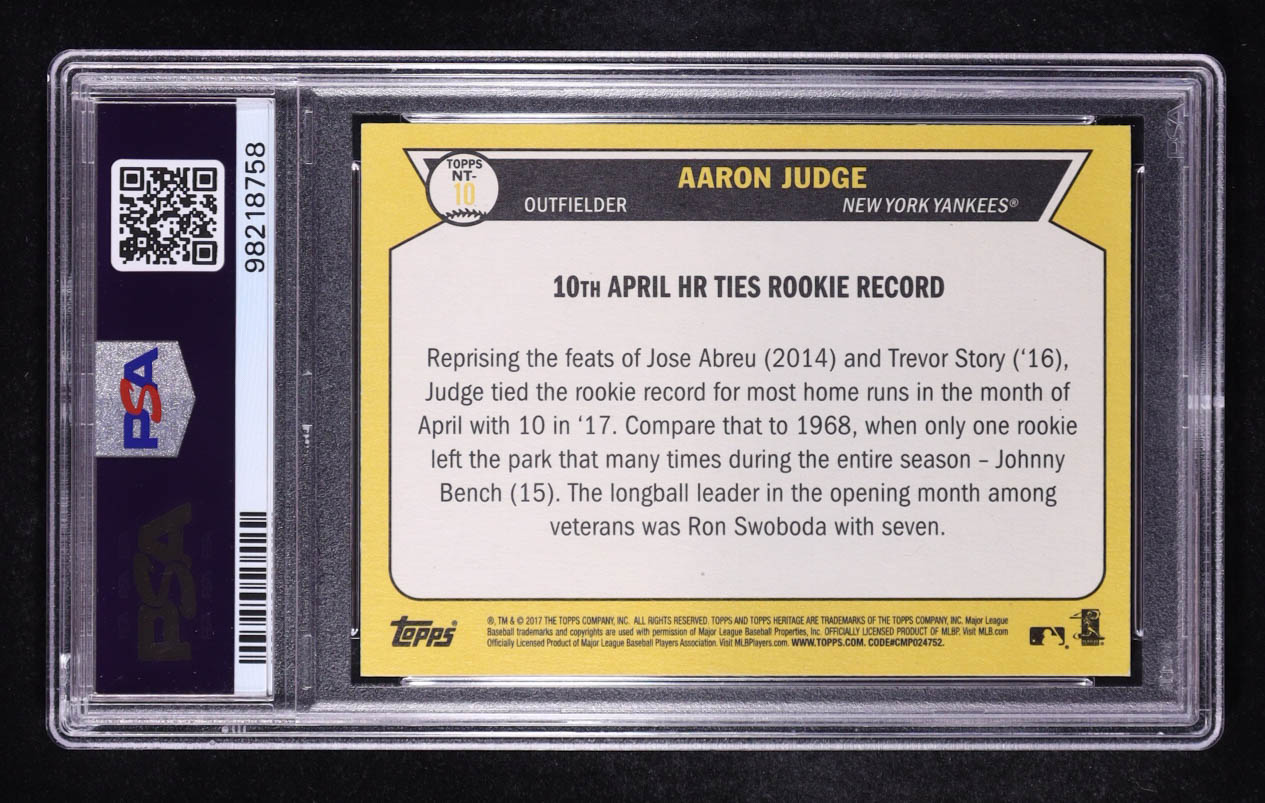 98218758
PSA
PSA
PSA
TOPPS
NT-
10
AARON JUDGE
OUTFIELDER
NEW YORK YANKEES®
10TH APRIL HR TIES ROOKIE RECORD
Reprising the feats of Jose Abreu (2014) and Trevor Story (‘16),
Judge tied the rookie record for most home runs in the month of
April with 10 in ‘17. Compare that to 1968, when only one rookie
left the park that many times during the entire season – Johnny
Bench (15). The longball leader in the opening month among
veterans was Ron Swoboda with seven.
topps®
®, TM & © 2017 THE TOPPS COMPANY, INC. ALL RIGHTS RESERVED. TOPPS AND TOPPS HERITAGE ARE TRADEMARKS OF THE TOPPS COMPANY, INC. Major League
Baseball trademarks and copyrights are used with permission of Major League Baseball Properties, Inc. OFFICIALLY LICENSED PRODUCT OF MLBP. Visit MLB.com
Officially Licensed Product of Major League Baseball Players Association. Visit MLBPlayers.com. WWW.TOPPS.COM. CODE#CMP024752.